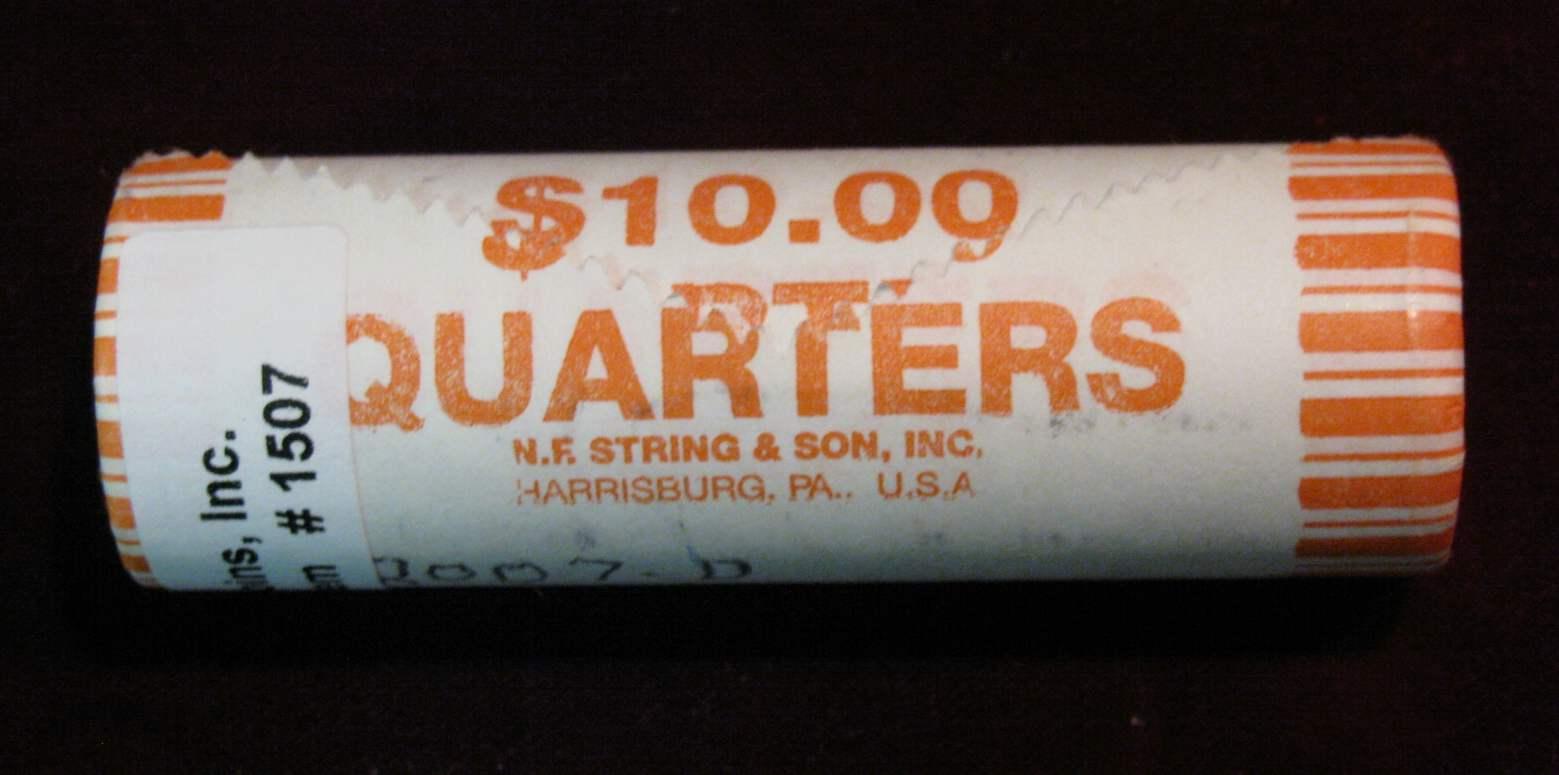 $10.00
QUARTERS
N.F. STRING & SON, INC.
HARRISBURG, PA., U.S.A
2007-D
Inc.
# 1507